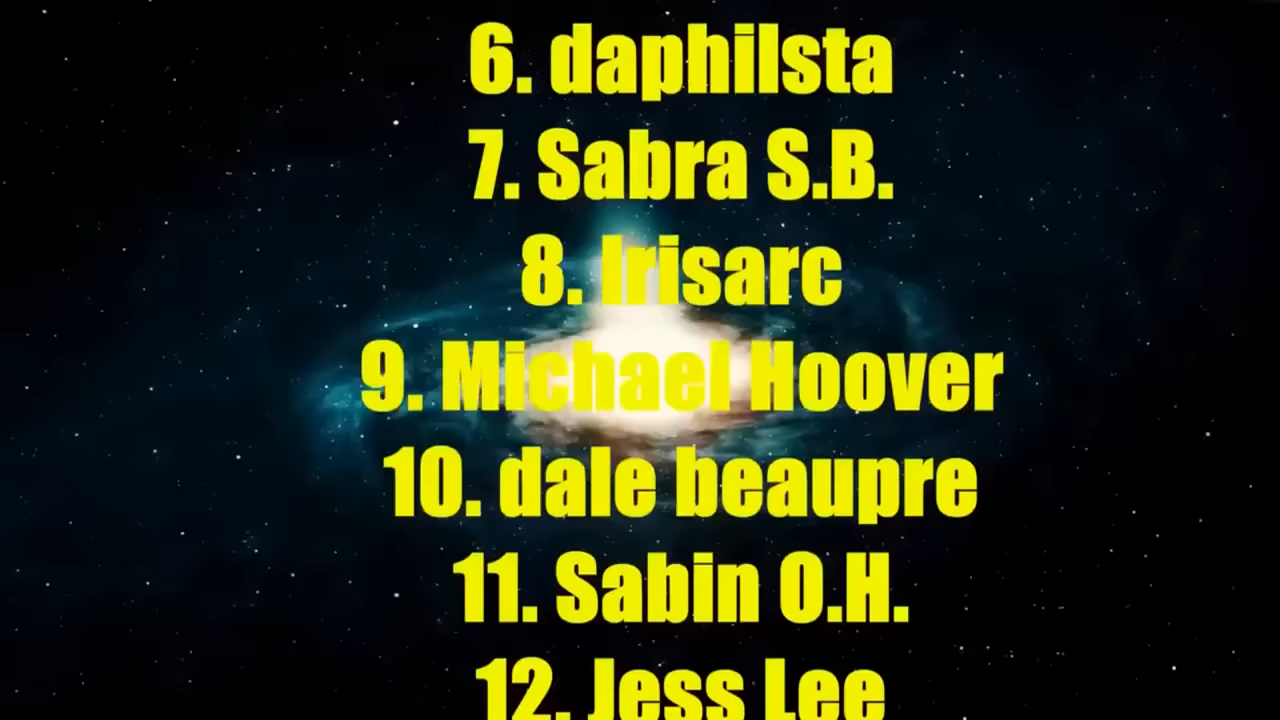 6. daphilsta
7. Sabra S.B.
8. Irisarc
9. Michael Hoover
10. dale beaupre
11. Sabin O.H.
12. Jess Lee